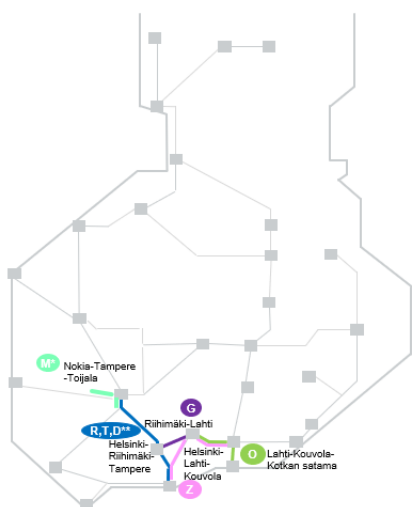 M*
Nokia-Tampere
-Toijala
G
Riihimäki-Lahti
R,T,D**
Helsinki-
Riihimäki-
Tampere
Helsinki-
Lahti-
Kouvola
O
Lahti-Kouvola-
Kotkan satama
Z